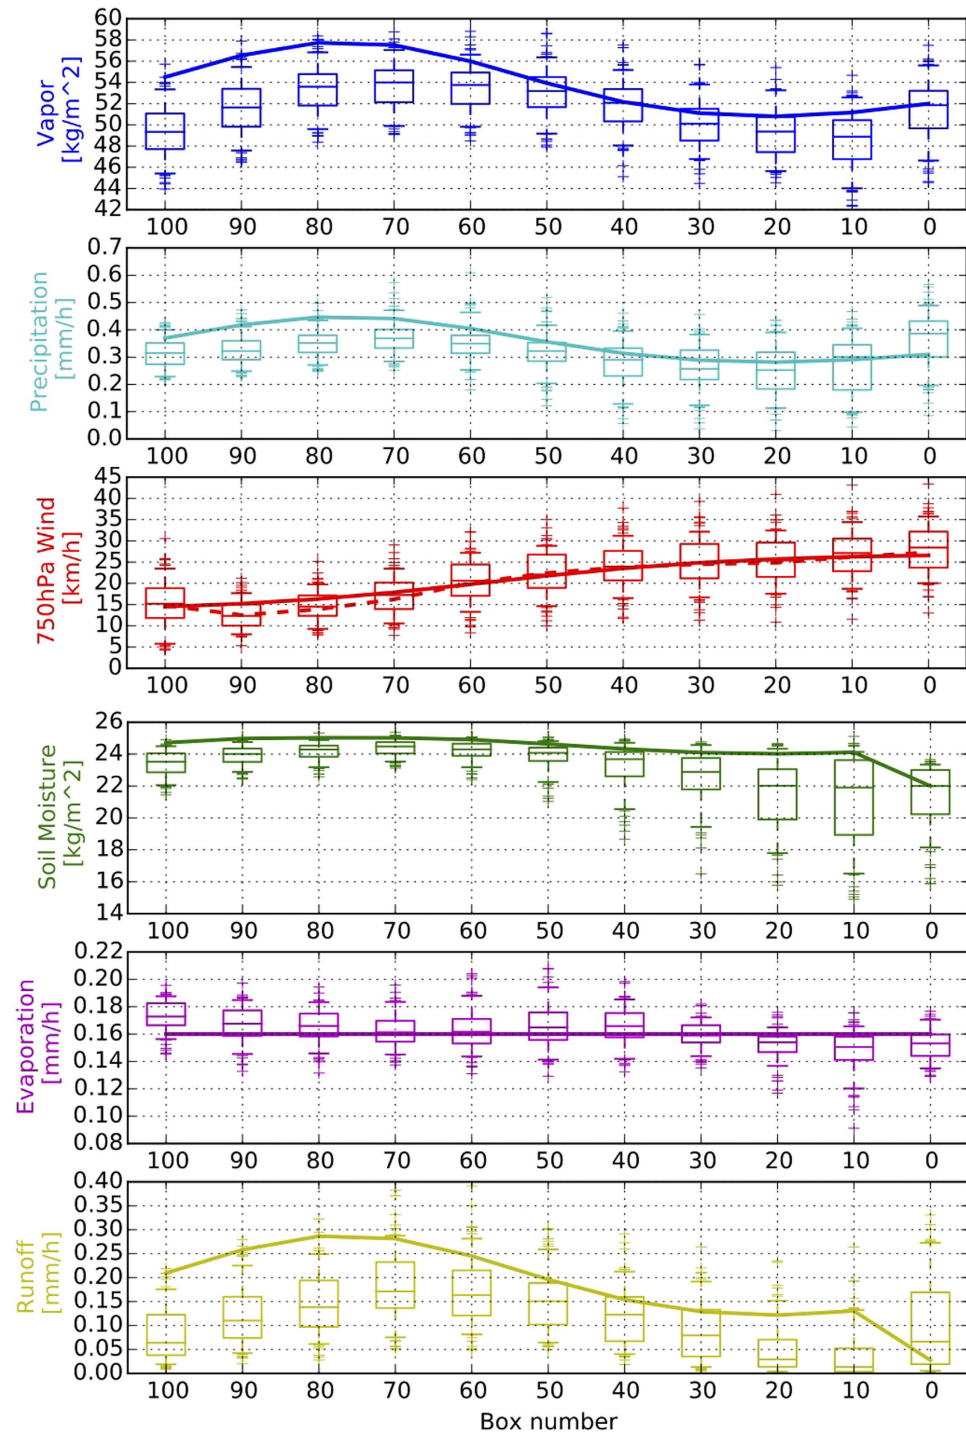 Vapor
[kg/m^2]
60
58
56
54
52
50
48
46
44
42
100 90 80 70 60 50 40 30 20 10 0
Precipitation
[mm/h]
0.7
0.6
0.5
0.4
0.3
0.2
0.1
0.0
100 90 80 70 60 50 40 30 20 10 0
750hPa Wind
[km/h]
45
40
35
30
25
20
15
10
5
0
100 90 80 70 60 50 40 30 20 10 0
Soil Moisture
[kg/m^2]
26
24
22
20
18
16
14
100 90 80 70 60 50 40 30 20 10 0
Evaporation
[mm/h]
0.22
0.20
0.18
0.16
0.14
0.12
0.10
0.08
100 90 80 70 60 50 40 30 20 10 0
Runoff
[mm/h]
0.40
0.35
0.30
0.25
0.20
0.15
0.10
0.05
0.00
100 90 80 70 60 50 40 30 20 10 0
Box number